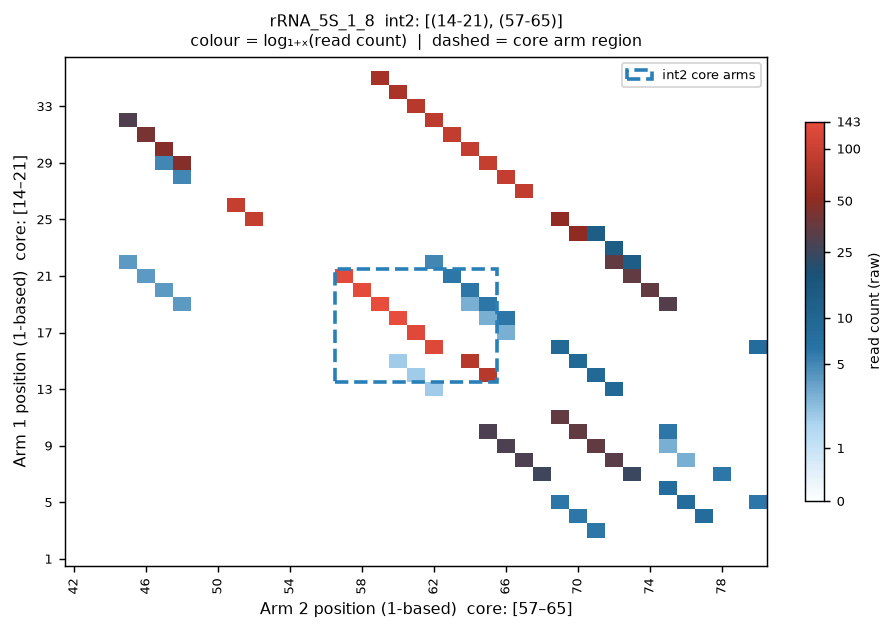 rRNA_5S_1_8  int2: [(14-21), (57-65)]
colour = log₁₊ₓ(read count)  |  dashed = core arm region
int2 core arms
Arm 1 position (1-based)  core: [14–21]
33
29
25
21
17
13
9
5
1
42 46 50 54 58 62 66 70 74 78
Arm 2 position (1-based)  core: [57–65]
143
100
50
25
10
5
1
0
read count (raw)